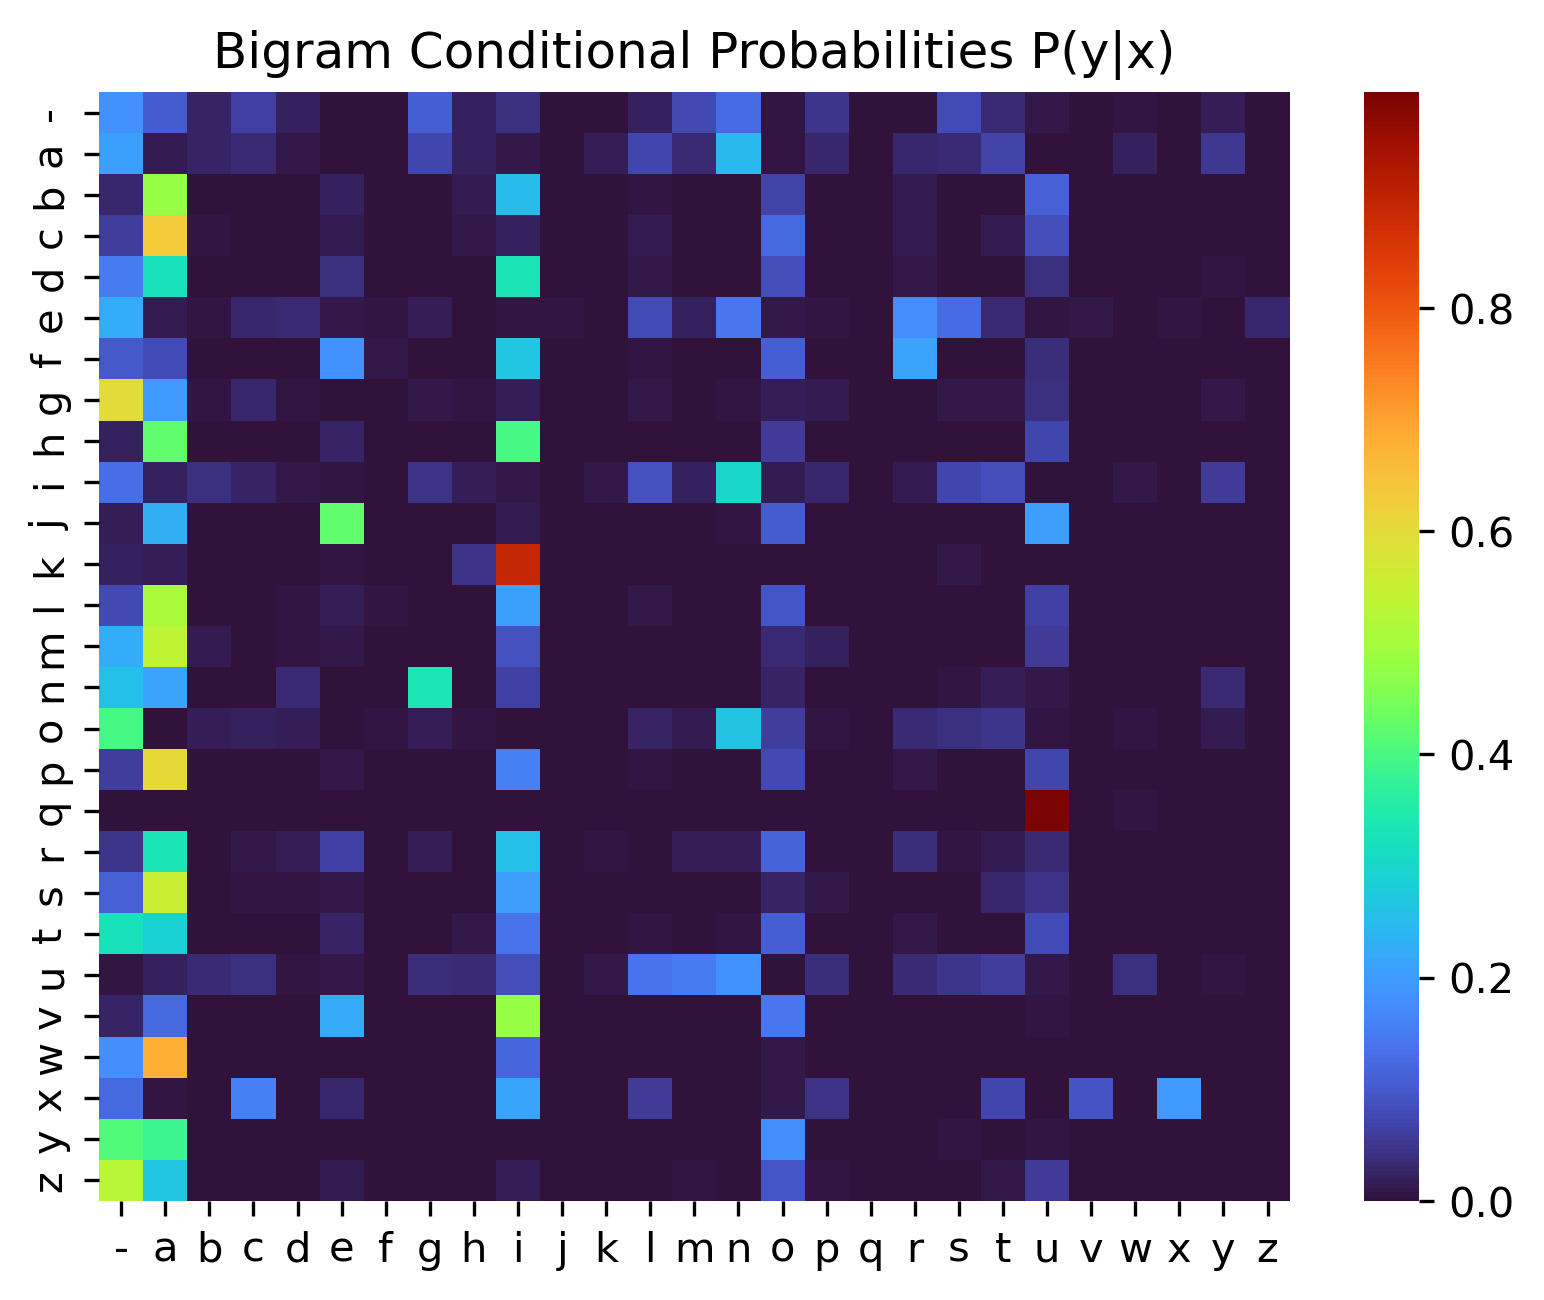 Bigram Conditional Probabilities P(y|x)
-
a
b
c
d
e
f
g
h
i
j
k
l
m
n
o
p
q
r
s
t
u
v
w
x
y
z
- a b c d e f g h i j k l m n o p q r s t u v w x y z
0.8
0.6
0.4
0.2
0.0